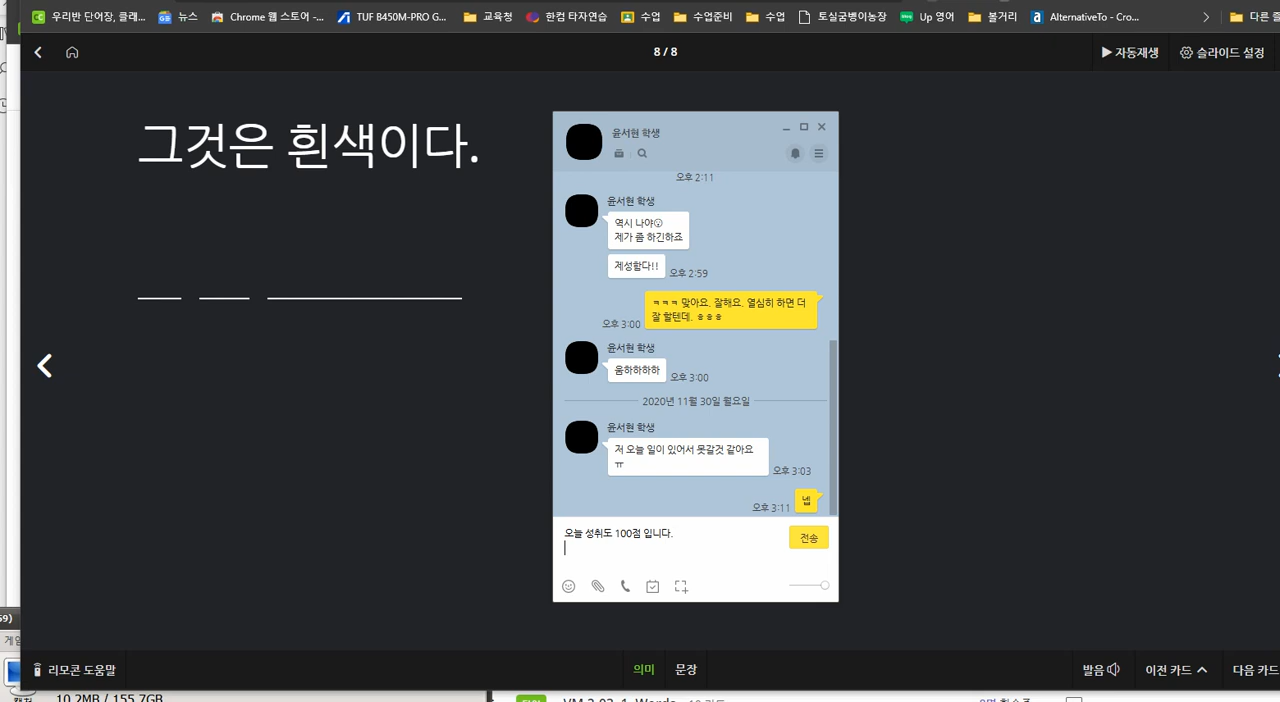 우리반 단어장, 클래...
뉴스
Chrome 웹 스토어 -...
TUF B450M-PRO G...
교육청
한컴 타자연습
수업
수업준비
수업
토실굼벵이농장
Up 영어
볼거리
AlternativeTo - Cro...
다른 즐
8 / 8
자동재생
슬라이드 설정
그것은 흰색이다.
윤서현 학생
오후 2:11
윤서현 학생
역시 나야
제가 좀 하긴하죠
제성함다!!
오후 2:59
ㅋㅋㅋ 맞아요. 잘해요. 열심히 하면 더
잘 할텐데. ㅎㅎㅎ
오후 3:00
윤서현 학생
움하하하하
오후 3:00
2020년 11월 30일 월요일
윤서현 학생
저 오늘 일이 있어서 못갈것 같아요
ㅠ
오후 3:03
넵
오후 3:11
오늘 성취도 100점 입니다.
전송
리모콘 도움말
의미
문장
발음
이전 카드
다음 카드
10.2MB / 155.7GB